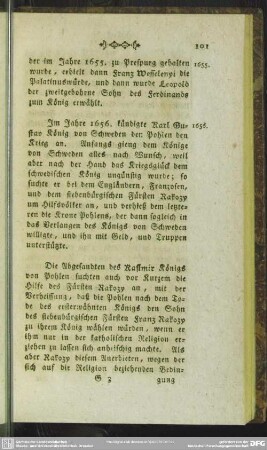 101
der im Jahre 1655. zu Preßpurg gehalten 1655.
wurde, erhielt dann Franz Wesselenyi die
Palatinuswürde, und dann wurde Leopold
der zweitgebohrne Sohn des Ferdinands
zum König erwählt.
Im Jahre 1656. kündigte Karl Gu- 1656.
stav König von Schweden der Pohlen den
Krieg an. Anfangs gieng dem Könige
von Schweden alles nach Wunsch, weil
aber nach der Hand das Kriegsglück dem
schwedischen König ungünstig wurde; so
suchte er bei dem Engländern, Franzosen,
und dem siebenbürgischen Fürsten Rakozy
um Hilfsvölker an, und verhieß dem letzte-
ren die Krone Pohlens, der dann sogleich in
das Verlangen des Königs von Schweden
willigte, und ihn mit Geld, und Truppen
unterstützte.
Die Abgesandten des Kasimir Königs
von Pohlen suchten auch vor Kurzem die
Hilfe des Fürsten Rakozy an, mit der
Verheissung, daß die Pohlen nach dem To-
de des ersterwähnten Königs den Sohn
des siebenbürgischen Fürsten Franz Rakozy
zu ihrem König wählen würden, wenn er
ihm nur in der katholischen Religion er-
ziehen zu lassen sich anheischig machte. Als
aber Rakozy diesem Anerbieten, wogen der
sich auf die Religion beziehenden Bedin-
G 3 gung